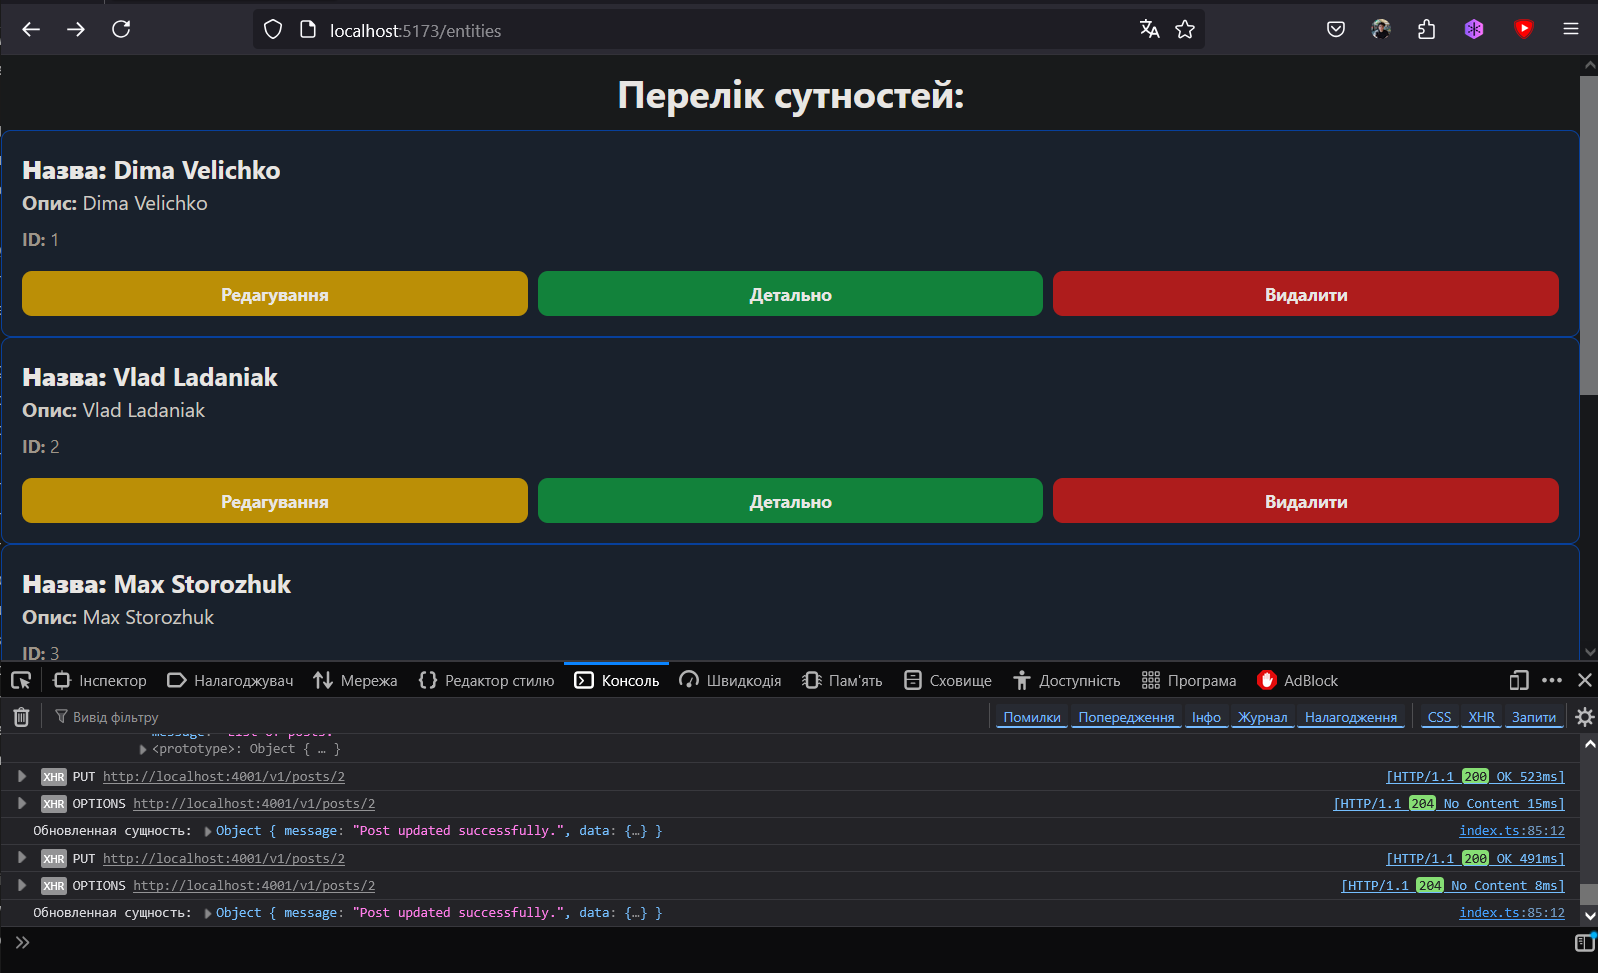 localhost:5173/entities
Перелік сутностей:
Назва: Dima Velichko
Опис: Dima Velichko
ID: 1
Редагування Детально Видалити
Назва: Vlad Ladaniak
Опис: Vlad Ladaniak
ID: 2
Редагування Детально Видалити
Назва: Max Storozhuk
Опис: Max Storozhuk
ID: 3
Інспектор Налагоджувач Мережа Редактор стилю Консоль Швидкодія Пам'ять Сховище Доступність Програма AdBlock
Вивід фільтру Помилки Попередження Інфо Журнал Налагодження CSS XHR Запити
message: "List of posts."
<prototype>: Object { … }
XHR PUT http://localhost:4001/v1/posts/2 [HTTP/1.1 200 OK 523ms]
XHR OPTIONS http://localhost:4001/v1/posts/2 [HTTP/1.1 204 No Content 15ms]
Обновленная сущность: Object { message: "Post updated successfully.", data: {…} } index.ts:85:12
XHR PUT http://localhost:4001/v1/posts/2 [HTTP/1.1 200 OK 491ms]
XHR OPTIONS http://localhost:4001/v1/posts/2 [HTTP/1.1 204 No Content 8ms]
Обновленная сущность: Object { message: "Post updated successfully.", data: {…} } index.ts:85:12